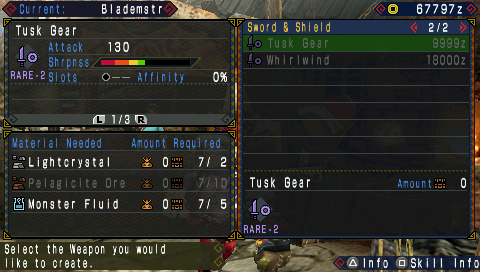 Current: Blademstr
67797z
Tusk Gear
Attack 130
Shrpnss
RARE-2
Slots ●-- Affinity 0%
L 1/3 R
Sword & Shield
2/2
Tusk Gear 9999z
Whirlwind 18000z
Material Needed Amount Required
Lightcrystal 0 7/ 2
Pelagicite Ore 0 7/10
Monster Fluid 0 7/ 5
Tusk Gear Amount 0
RARE-2
Select the Weapon you would
like to create.
Info Skill Info